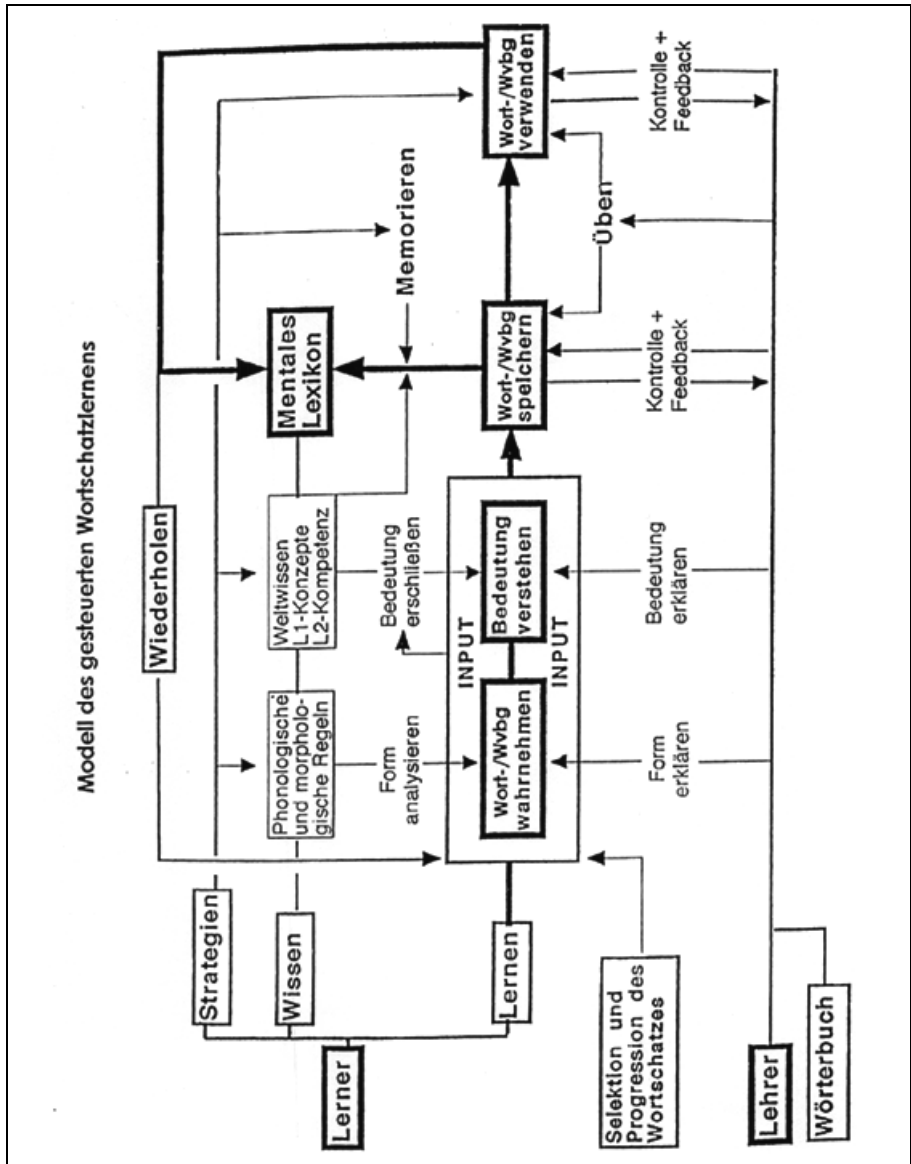 Modell des gesteuerten Wortschatzlernens
Wiederholen
Strategien
Wissen
Lerner
Lernen
Phonologische
und morpholo-
gische Regeln
Weltwissen
L1-Konzepte
L2-Kompetenz
Mentales
Lexikon
Memorieren
Form
analysieren
Bedeutung
erschließen
INPUT
Wort-/Wvbg
wahrnehmen
Bedeutung
verstehen
INPUT
Wort-/Wvbg
speichern
Wort-/Wvbg
verwenden
Üben
Selektion und
Progression des
Wortschatzes
Form
erklären
Bedeutung
erklären
Kontrolle +
Feedback
Kontrolle +
Feedback
Lehrer
Wörterbuch